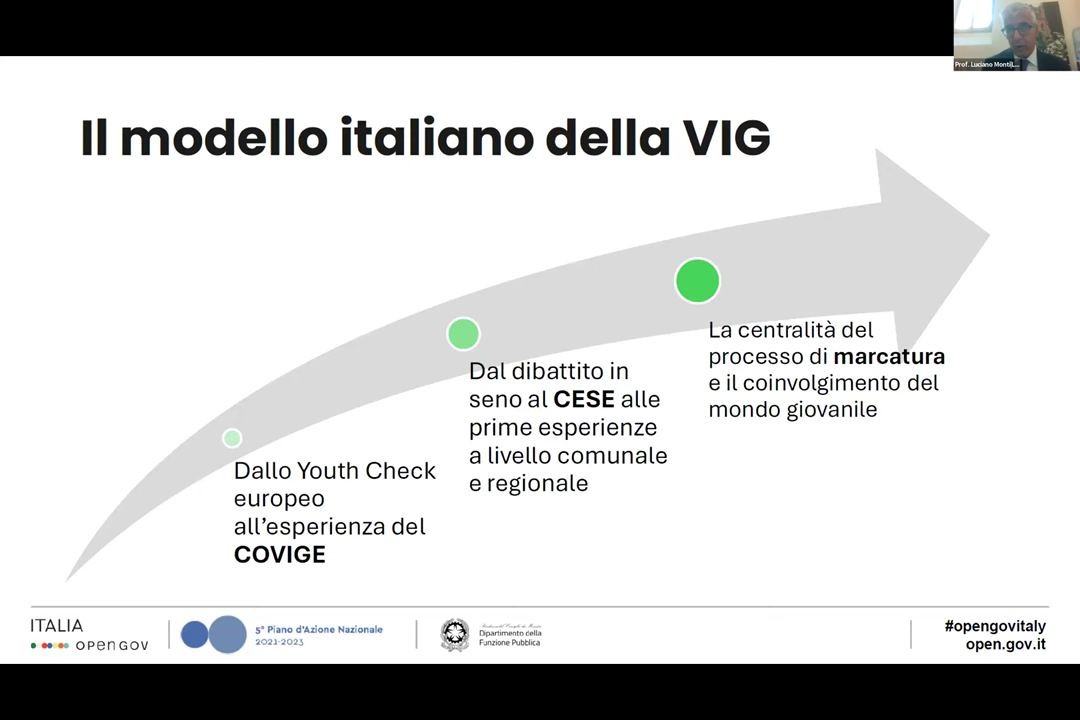 Prof. Luciano Monti|L...
Il modello italiano della VIG
La centralità del
processo di marcatura
e il coinvolgimento del
mondo giovanile
Dal dibattito in
seno al CESE alle
prime esperienze
a livello comunale
e regionale
Dallo Youth Check
europeo
all’esperienza del
COVIGE
ITALIA
OPEN GOV
5° Piano d'Azione Nazionale
2021-2023
Dipartimento della
Funzione Pubblica
#opengovitaly
open.gov.it